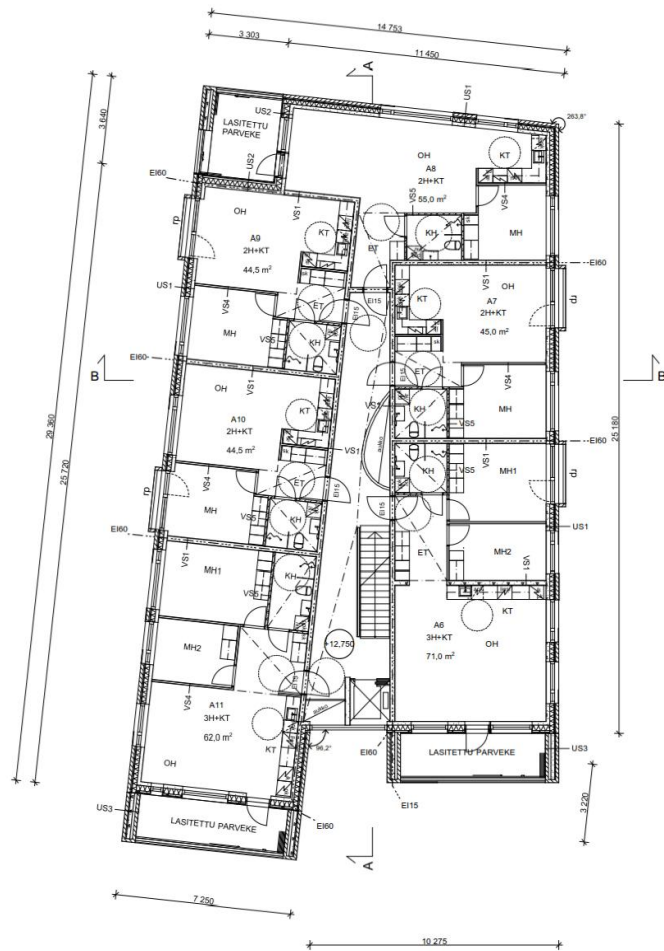 14 753
3 303
11 450
A
US1
263,8°
3 640
US2
LASITETTU
PARVEKE
US2
OH
A8
2H+KT
55,0 m²
KT
VS4
VS5
KH
MH
ET
EI60
rp
OH
VS1
A9
2H+KT
44,5 m²
KT
ET
EI15
EI60
VS1
OH
A7
2H+KT
45,0 m²
KT
rp
US1
VS4
MH
VS5
KH
ET
EI15
VS4
MH
EI60
B
B
OH
VS1
A10
2H+KT
44,5 m²
KT
VS1
KH
VS5
EI60
KH
VS5
VS1
MH1
rp
29 360
25 720
25 180
rp
VS4
MH
VS5
ET
KH
EI15
EI15
ET
MH2
VS1
US1
EI60
VS1
MH1
VS5
KH
MH2
A6
3H+KT
71,0 m²
KT
OH
+12,750
EI15
VS4
A11
3H+KT
62,0 m²
KT
OH
96,2°
EI60
LASITETTU PARVEKE
US3
EI15
3 220
US3
LASITETTU PARVEKE
EI60
A
7 250
10 275